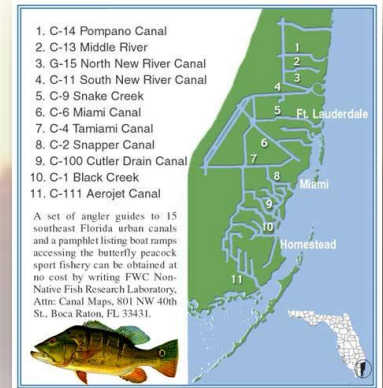 1. C-14 Pompano Canal
2. C-13 Middle River
3. G-15 North New River Canal
4. C-11 South New River Canal
5. C-9 Snake Creek
6. C-6 Miami Canal
7. C-4 Tamiami Canal
8. C-2 Snapper Canal
9. C-100 Cutler Drain Canal
10. C-1 Black Creek
11. C-111 Aerojet Canal
A set of angler guides to 15
southeast Florida urban canals
and a pamphlet listing boat ramps
accessing the butterfly peacock
sport fishery can be obtained at
no cost by writing FWC Non-
Native Fish Research Laboratory,
Attn: Canal Maps, 801 NW 40th
St., Boca Raton, FL 33431.
1
2
3
4
5
Ft. Lauderdale
6
7
8
Miami
9
10
Homestead
11